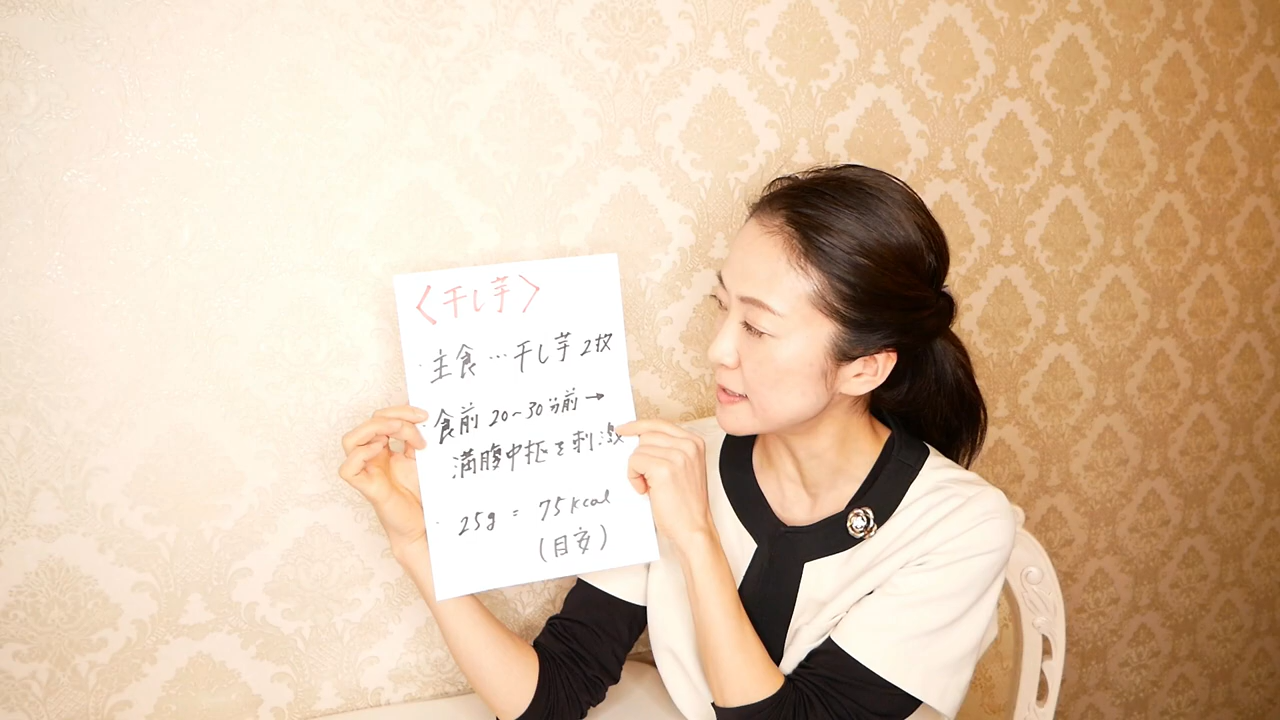 〈干し芋〉
・主食…干し芋2枚
・食前20〜30分前→
満腹中枢を刺激
・25g = 75kcal
(目安)